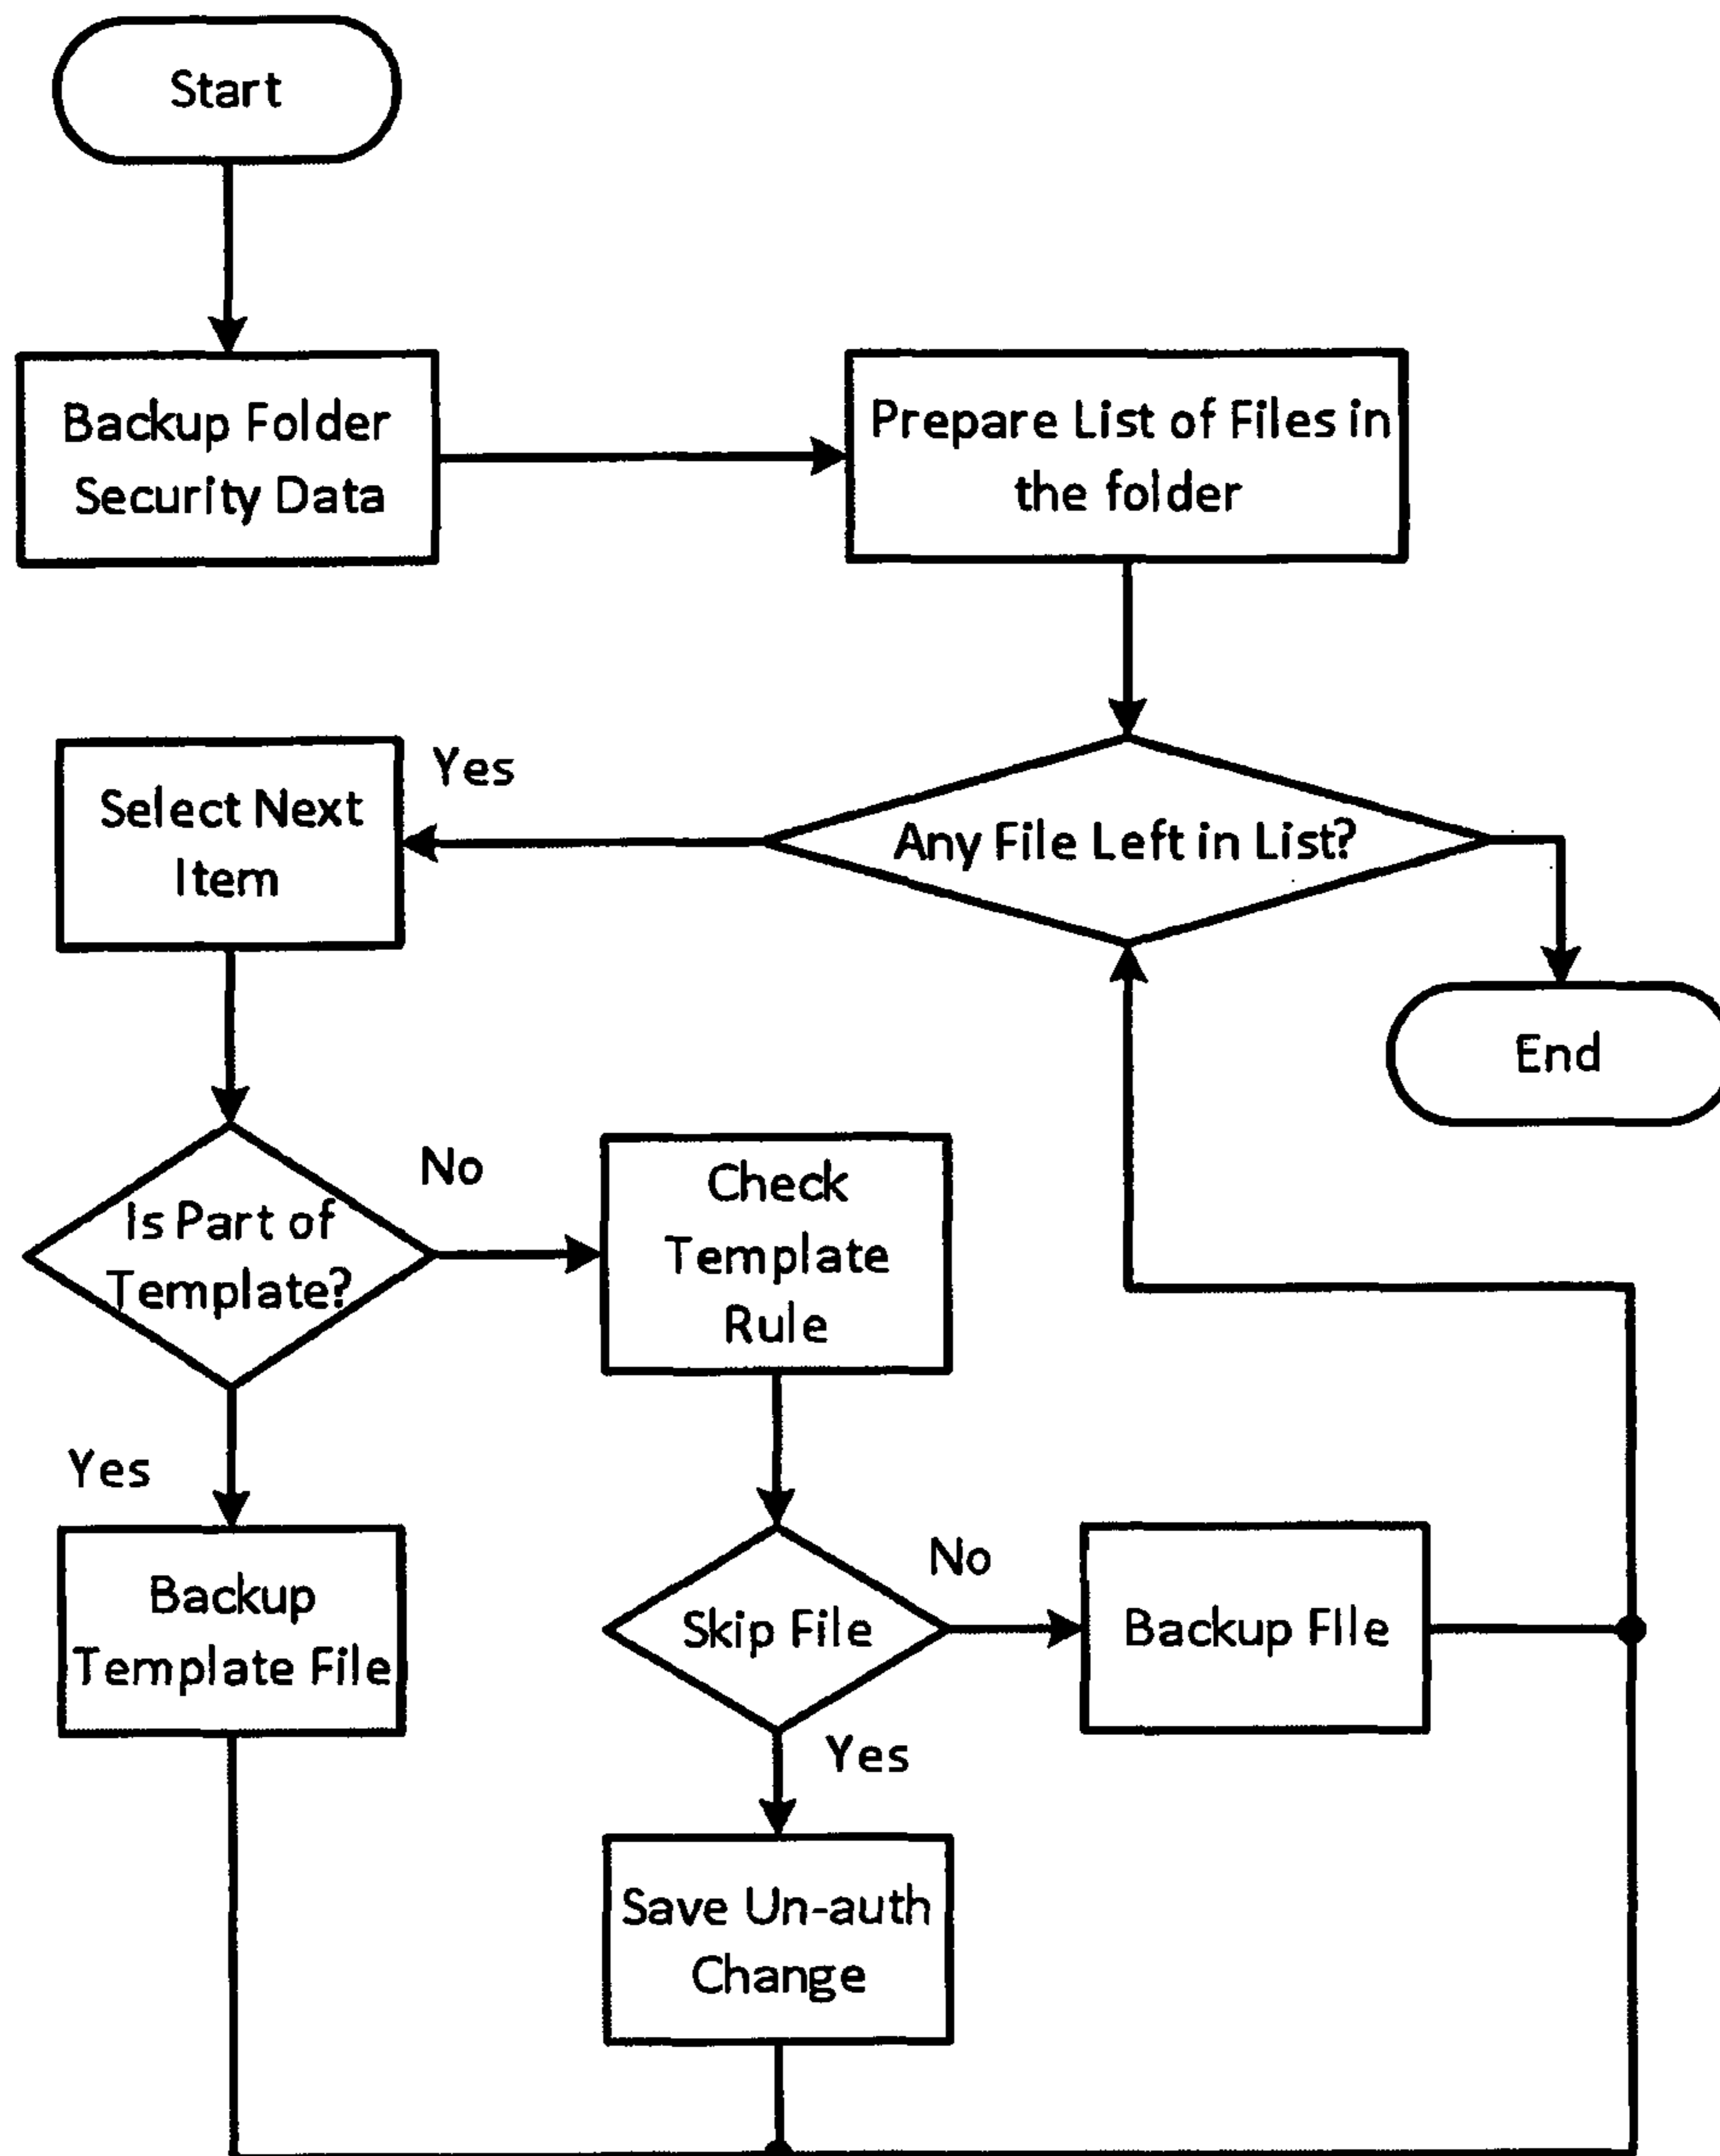 Start
Backup Folder
Security Data
Prepare List of Files in
the folder
Any File Left in List?
Yes
Select Next
Item
End
Is Part of
Template?
No
Check
Template
Rule
Yes
Backup
Template File
Skip File
No
Backup File
Yes
Save Un-auth
Change